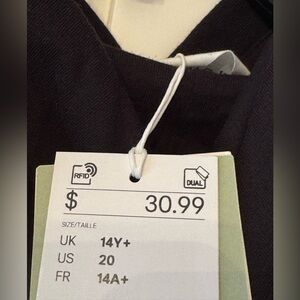 RFID DUAL
$ 30.99
SIZE/TAILLE
UK 14Y+
US 20
FR 14A+